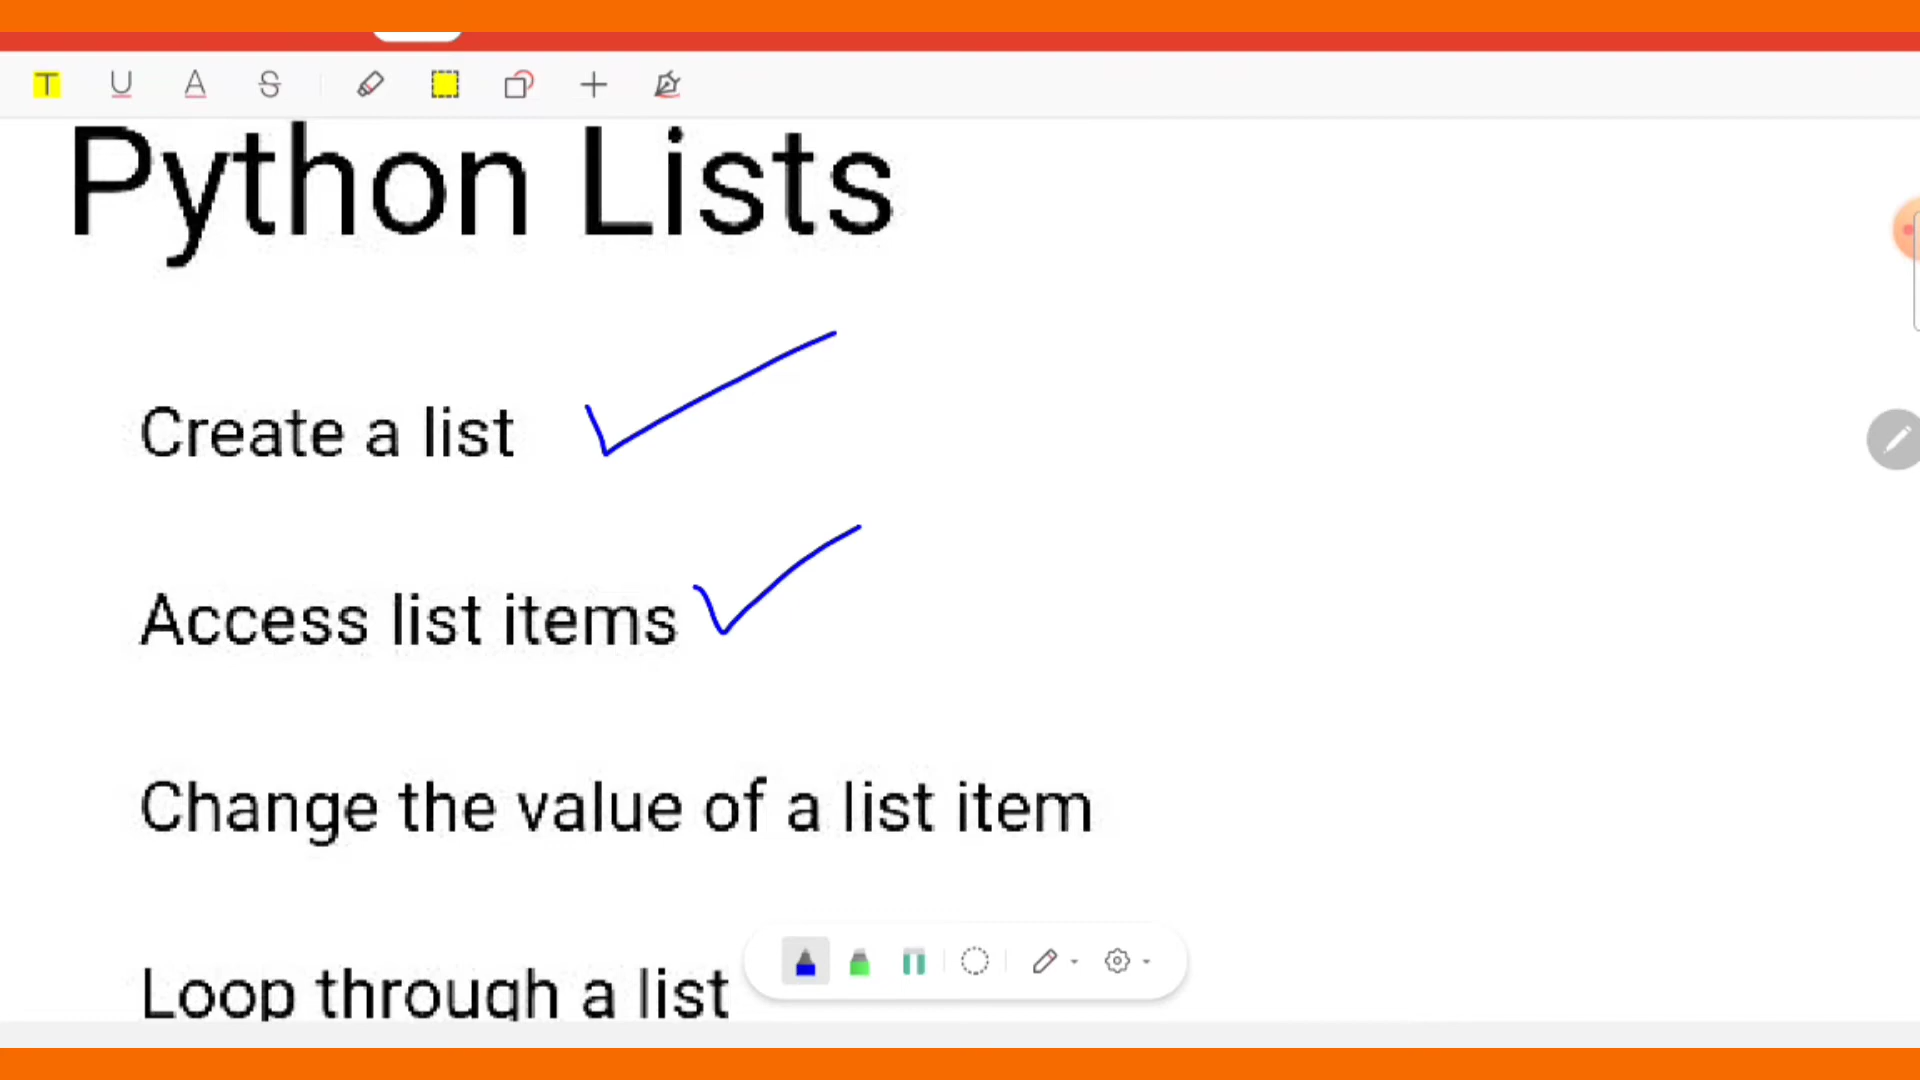 T U A S
Python Lists
Create a list
Access list items
Change the value of a list item
Loop through a list